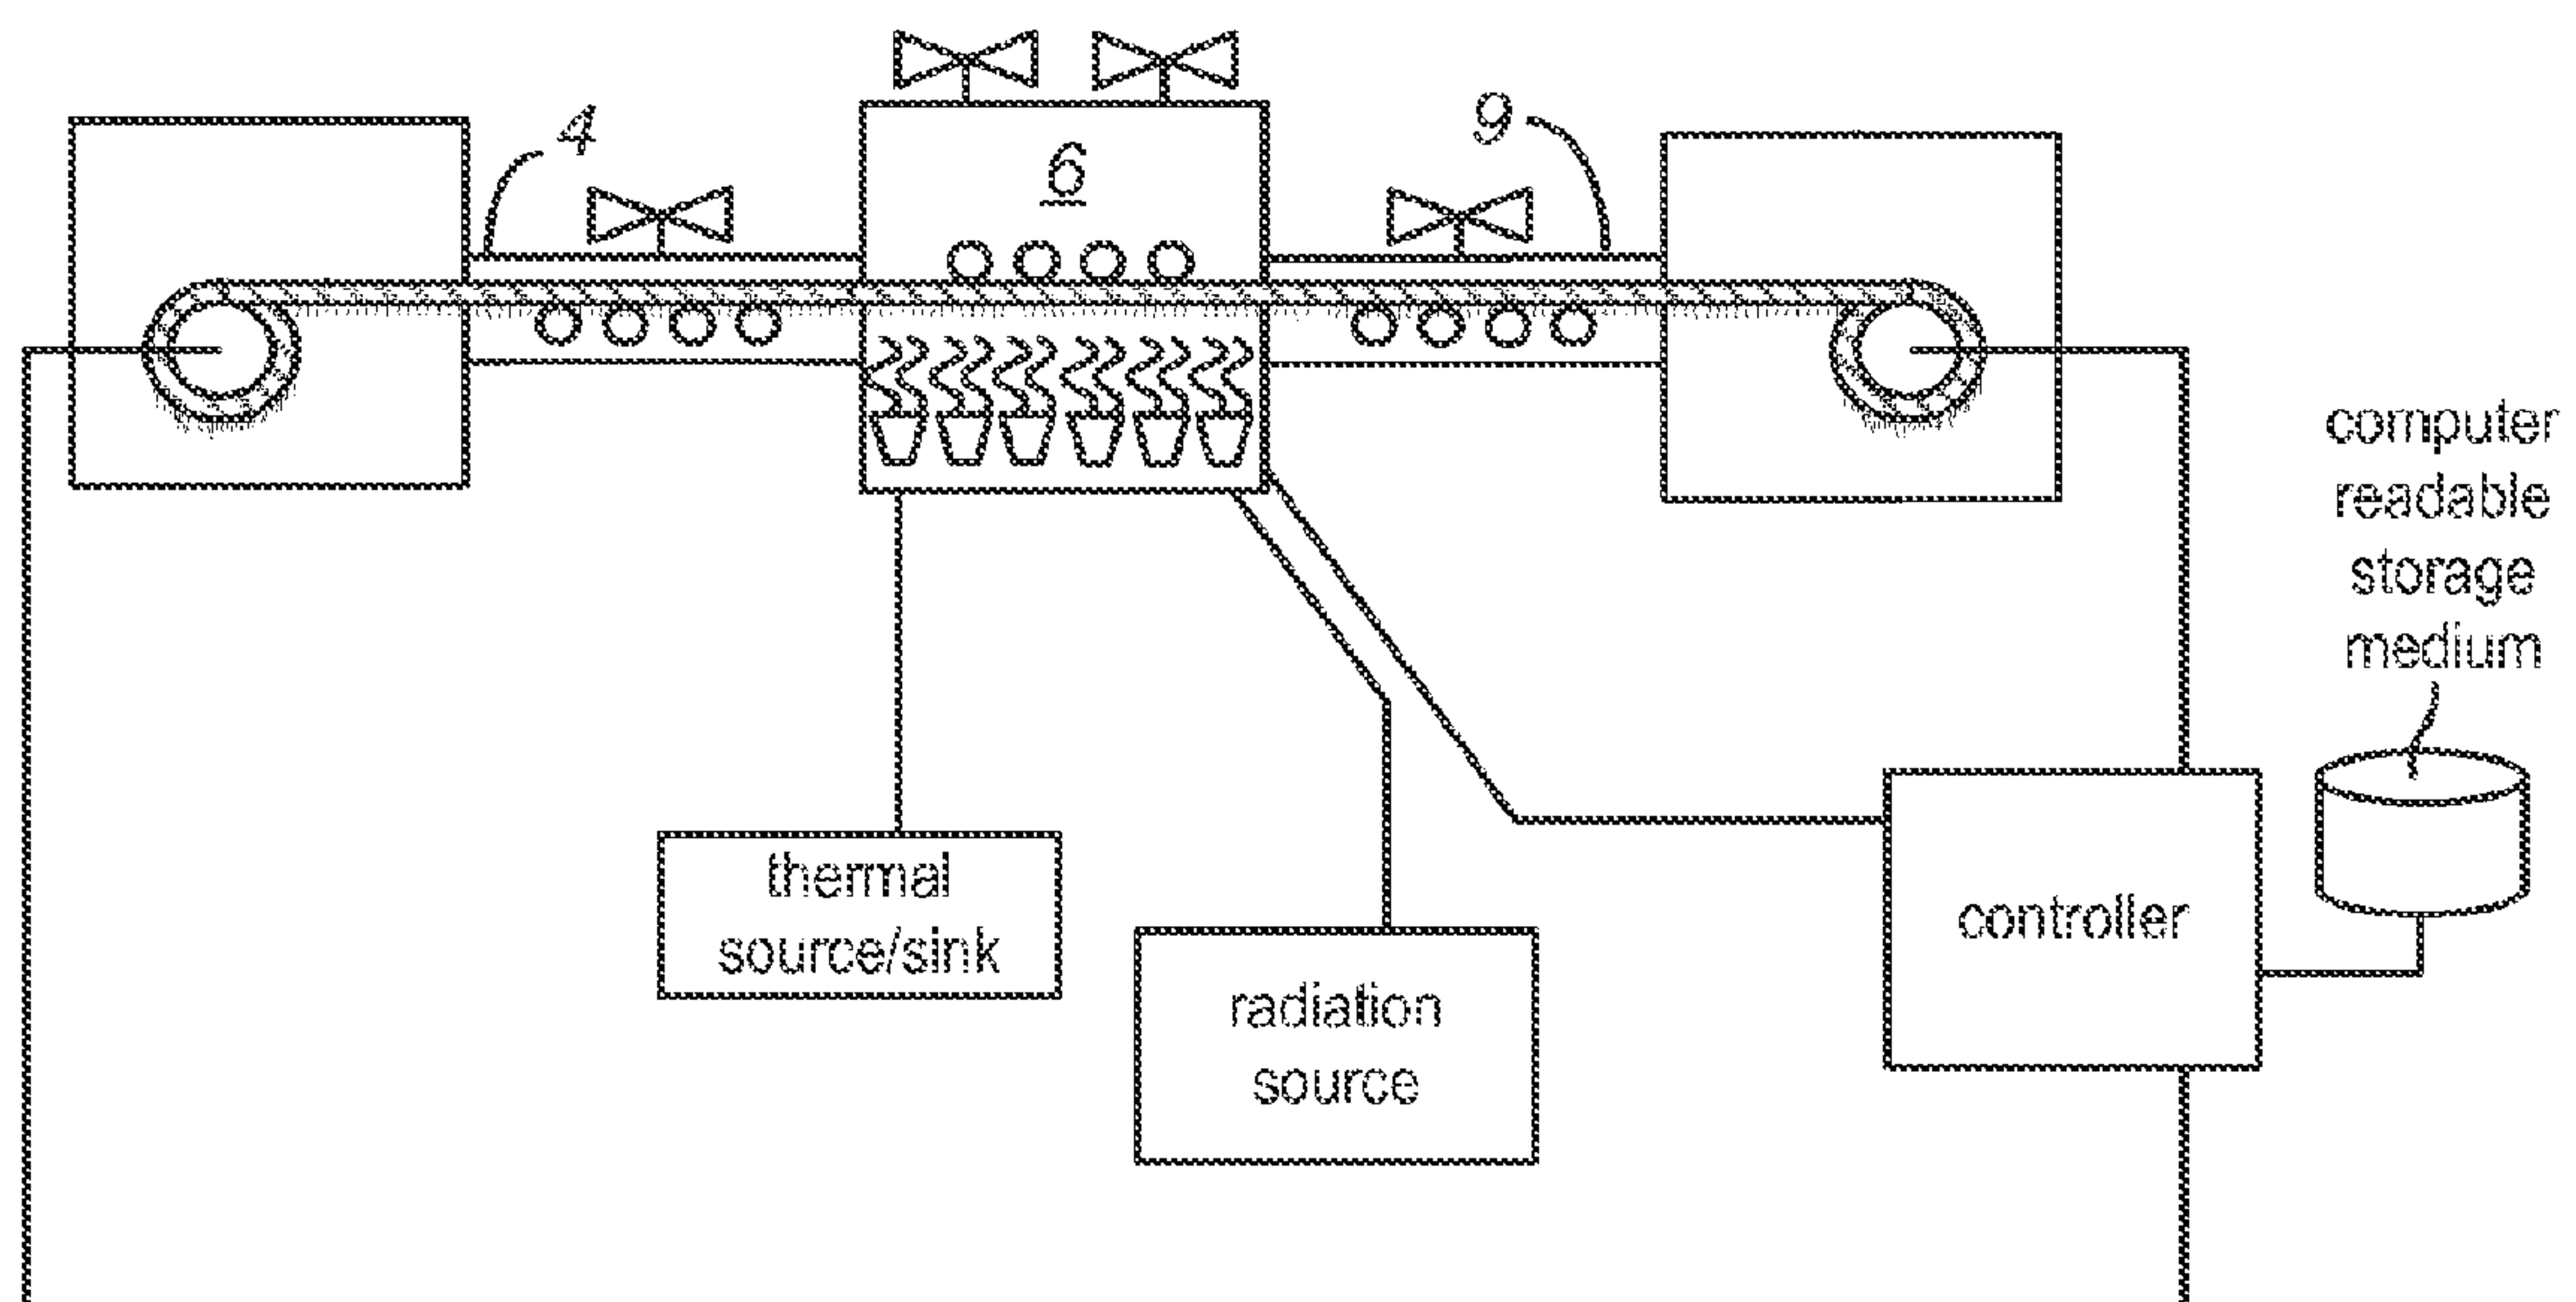 4
9
6
computer
readable
storage
medium
thermal
source/sink
controller
radiation
source